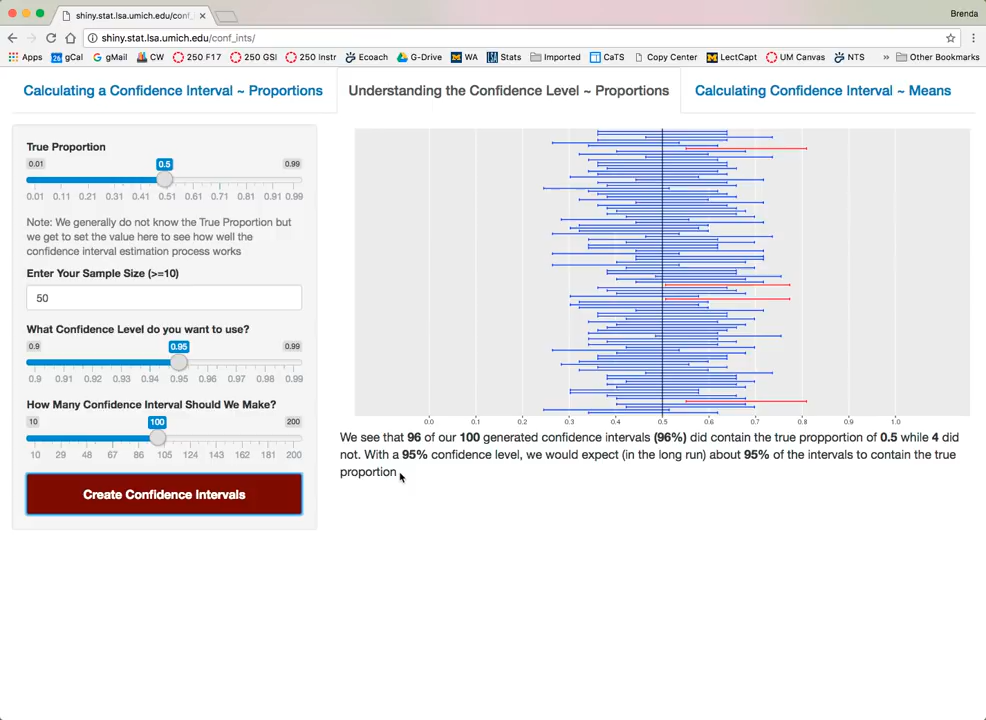 shiny.stat.lsa.umich.edu/conf_
Brenda
shiny.stat.lsa.umich.edu/conf_ints/
Apps gCal gMail CW 250 F17 250 GSI 250 Instr Ecoach G-Drive WA Stats Imported CaTS Copy Center LectCapt UM Canvas NTS » Other Bookmarks
Calculating a Confidence Interval ~ Proportions
Understanding the Confidence Level ~ Proportions
Calculating Confidence Interval ~ Means
True Proportion
0.01 0.5 0.99
0.01 0.11 0.21 0.31 0.41 0.51 0.61 0.71 0.81 0.91 0.99
Note: We generally do not know the True Proportion but
we get to set the value here to see how well the
confidence interval estimation process works
Enter Your Sample Size (>=10)
50
What Confidence Level do you want to use?
0.9 0.95 0.99
0.9 0.91 0.92 0.93 0.94 0.95 0.96 0.97 0.98 0.99
How Many Confidence Interval Should We Make?
10 100 200
10 29 48 67 86 105 124 143 162 181 200
Create Confidence Intervals
0.0 0.1 0.2 0.3 0.4 0.5 0.6 0.7 0.8 0.9 1.0
We see that 96 of our 100 generated confidence intervals (96%) did contain the true propportion of 0.5 while 4 did
not. With a 95% confidence level, we would expect (in the long run) about 95% of the intervals to contain the true
proportion